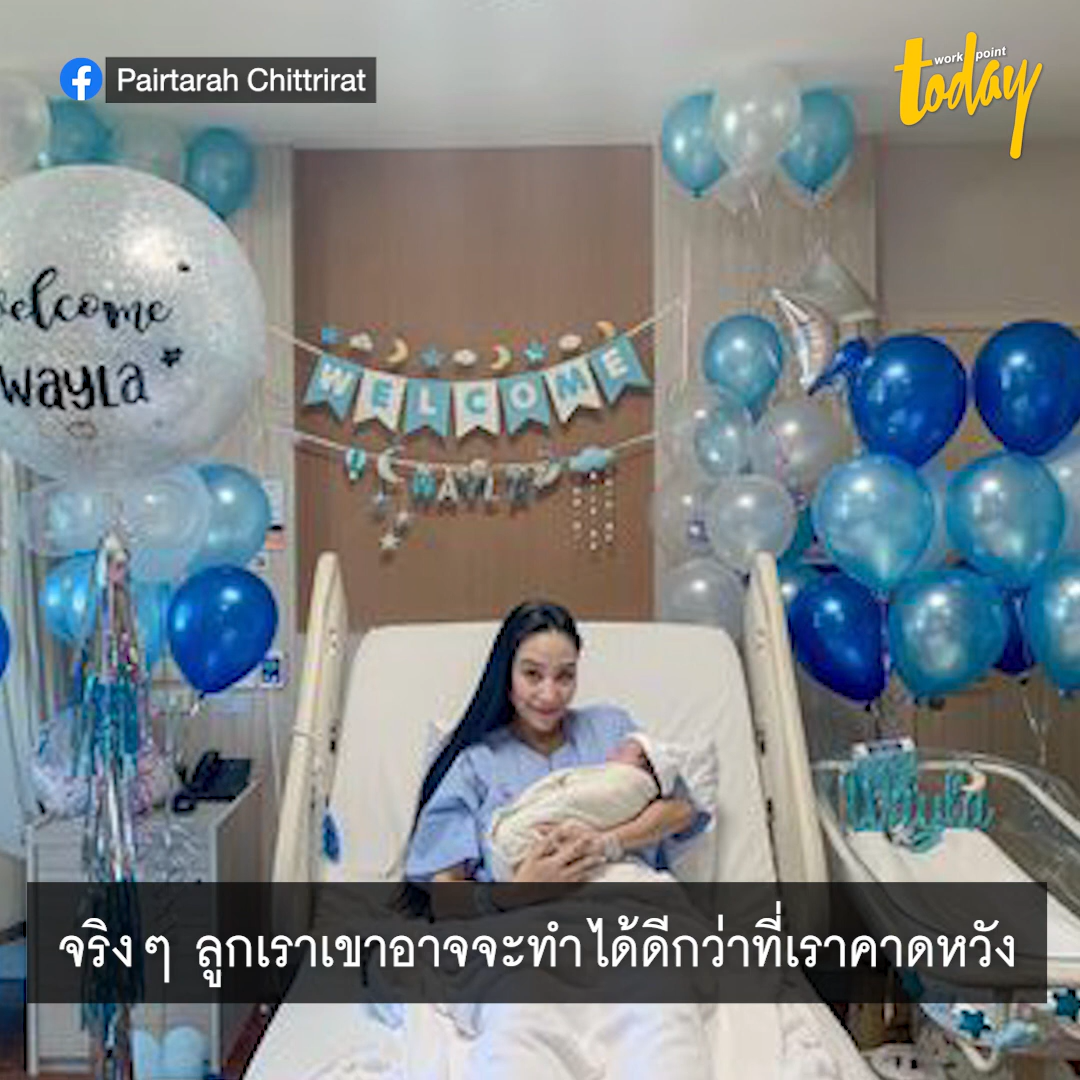 Pairtarah Chittrirat
work point
today
welcome
wayla
WELCOME
WAYLA
Wayla
จริงๆ ลูกเราเขาอาจจะทำได้ดีกว่าที่เราคาดหวัง